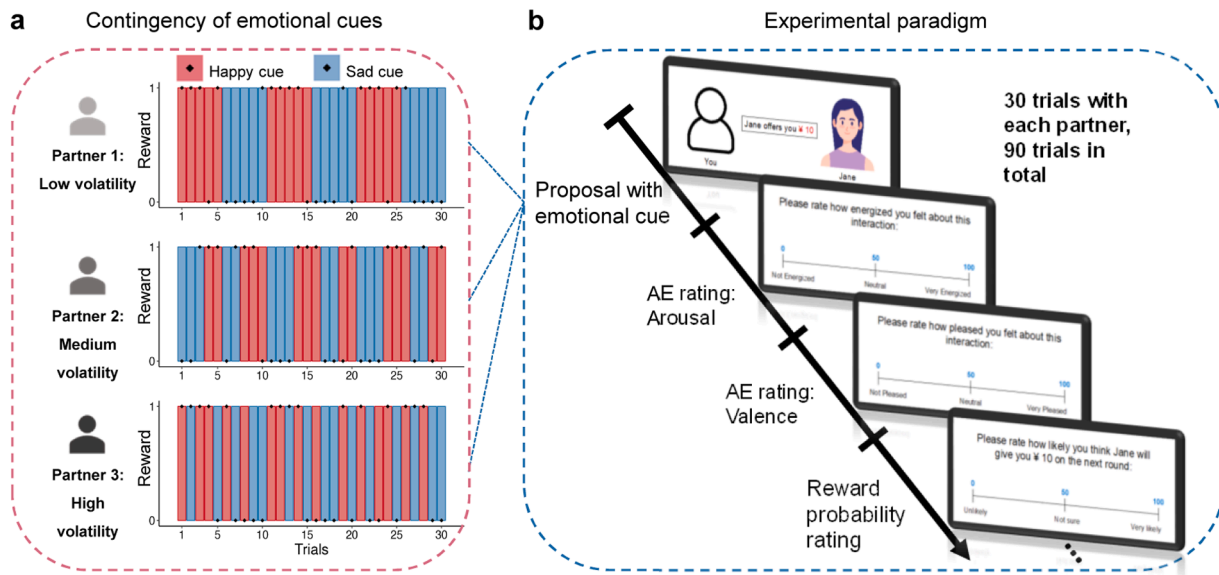 a Contingency of emotional cues
Happy cue Sad cue
Partner 1:
Low volatility
Reward
1
0
1 5 10 15 20 25 30
Partner 2:
Medium
volatility
Reward
1
0
1 5 10 15 20 25 30
Partner 3:
High
volatility
Reward
1
0
1 5 10 15 20 25 30
Trials
b Experimental paradigm
30 trials with
each partner,
90 trials in
total
Jane offers you ¥ 10
You
Jane
Proposal with
emotional cue
Please rate how energized you felt about this
interaction:
0 50 100
Not Energized Neutral Very Energized
AE rating:
Arousal
Please rate how pleased you felt about this
interaction:
0 50 100
Not Pleased Neutral Very Pleased
AE rating:
Valence
Please rate how likely you think Jane will
give you ¥ 10 on the next round:
0 50 100
Unlikely Not sure Very likely
Reward
probability
rating